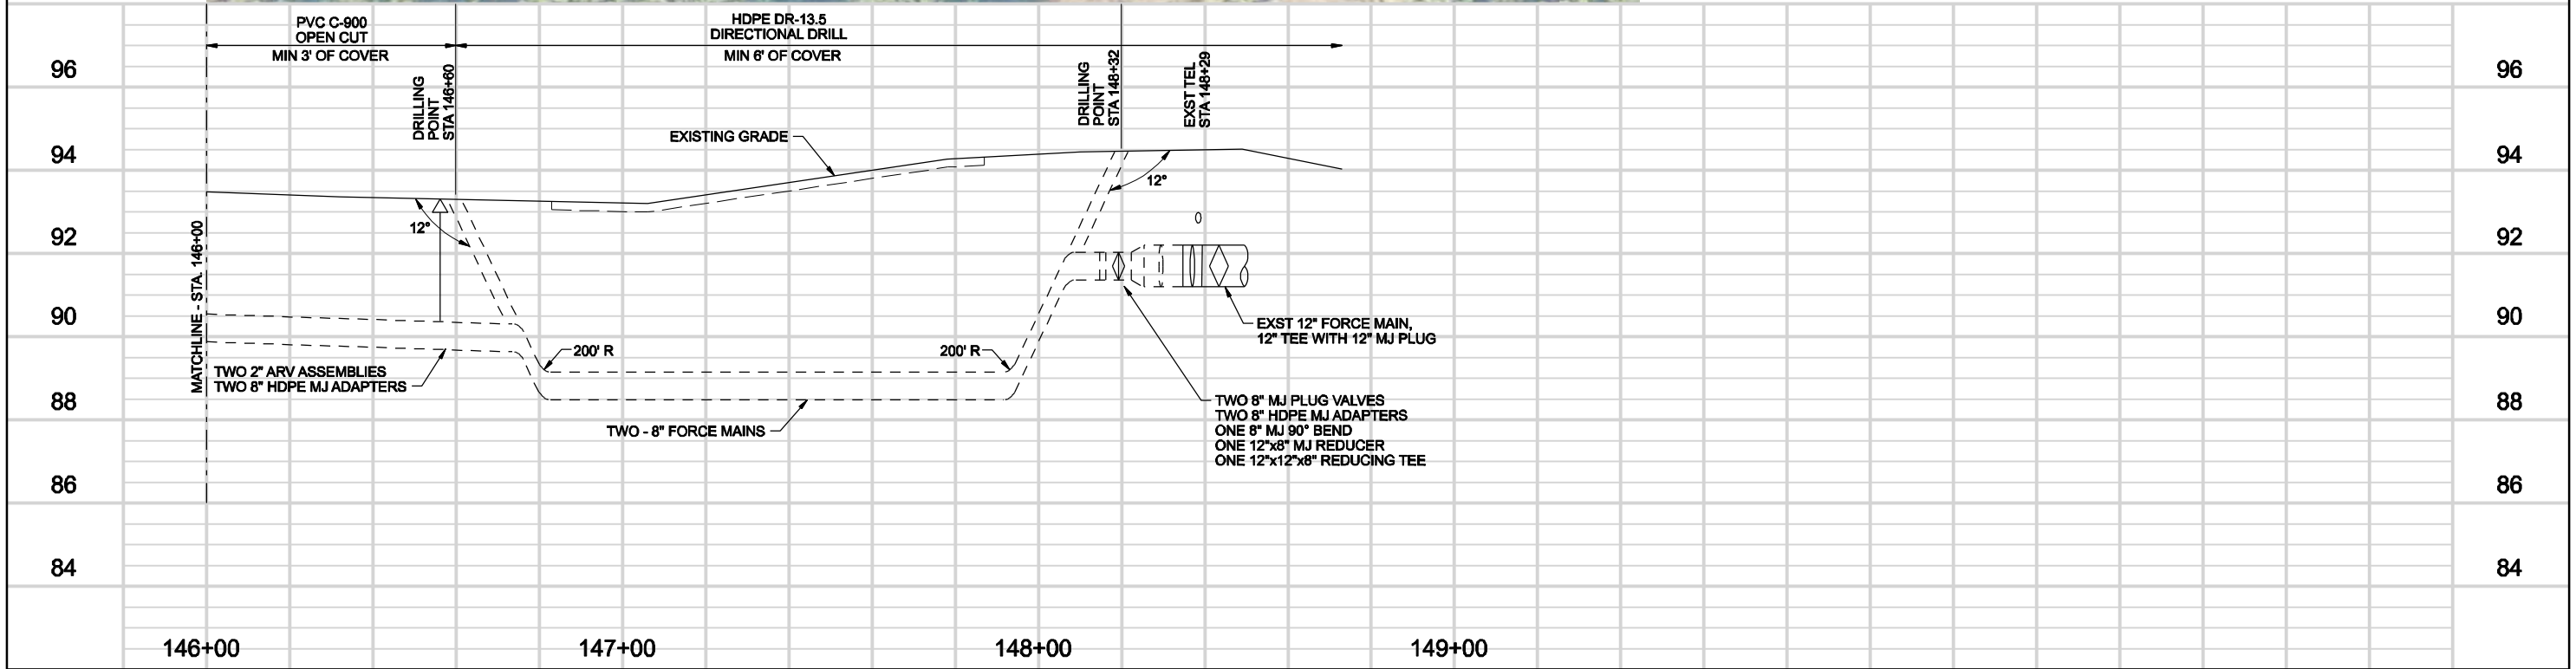 PVC C-900
OPEN CUT
MIN 3' OF COVER
HDPE DR-13.5
DIRECTIONAL DRILL
MIN 6' OF COVER
DRILLING
POINT
STA 146+60
DRILLING
POINT
STA 148+32
EXST TEL
STA 148+29
96
96
EXISTING GRADE
94
94
12°
12°
92
92
MATCHLINE - STA. 146+00
90
90
EXST 12" FORCE MAIN,
12" TEE WITH 12" MJ PLUG
200' R
200' R
TWO 2" ARV ASSEMBLIES
TWO 8" HDPE MJ ADAPTERS
88
88
TWO 8" MJ PLUG VALVES
TWO 8" HDPE MJ ADAPTERS
ONE 8" MJ 90° BEND
ONE 12"x8" MJ REDUCER
ONE 12"x12"x8" REDUCING TEE
TWO - 8" FORCE MAINS
86
86
84
84
146+00
147+00
148+00
149+00